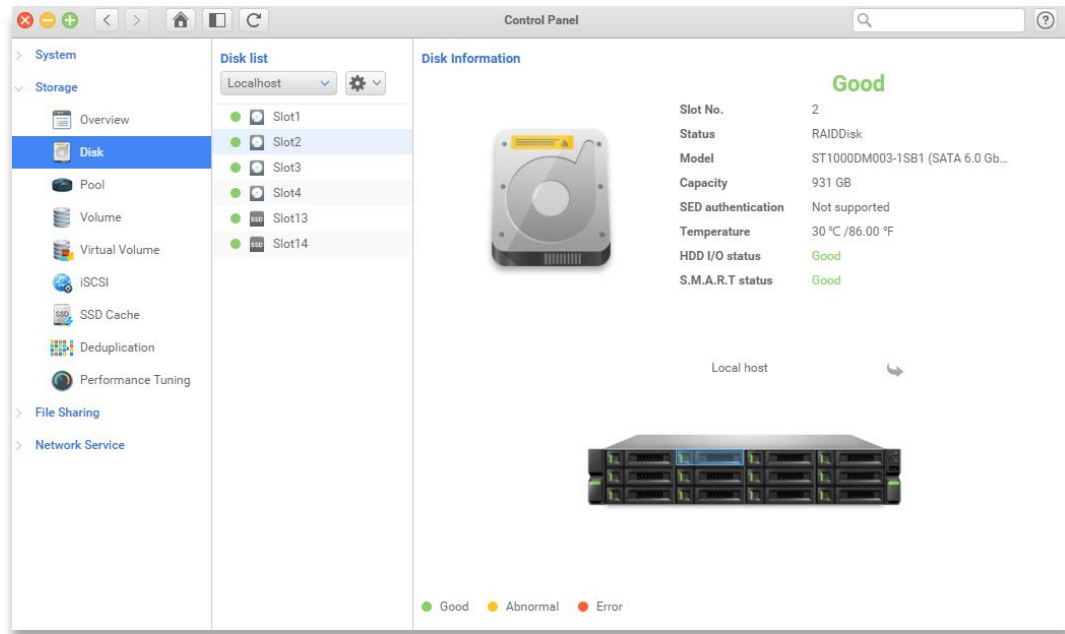 Control Panel
?
System
Storage
Overview
Disk
Pool
Volume
Virtual Volume
iSCSI
SSD Cache
Deduplication
Performance Tuning
File Sharing
Network Service
Disk list
Localhost
Slot1
Slot2
Slot3
Slot4
SSD Slot13
SSD Slot14
Disk Information
Good
Slot No. 2
Status RAIDDisk
Model ST1000DM003-1SB1 (SATA 6.0 Gb...
Capacity 931 GB
SED authentication Not supported
Temperature 30 ℃ /86.00 ℉
HDD I/O status Good
S.M.A.R.T status Good
Local host
Good Abnormal Error